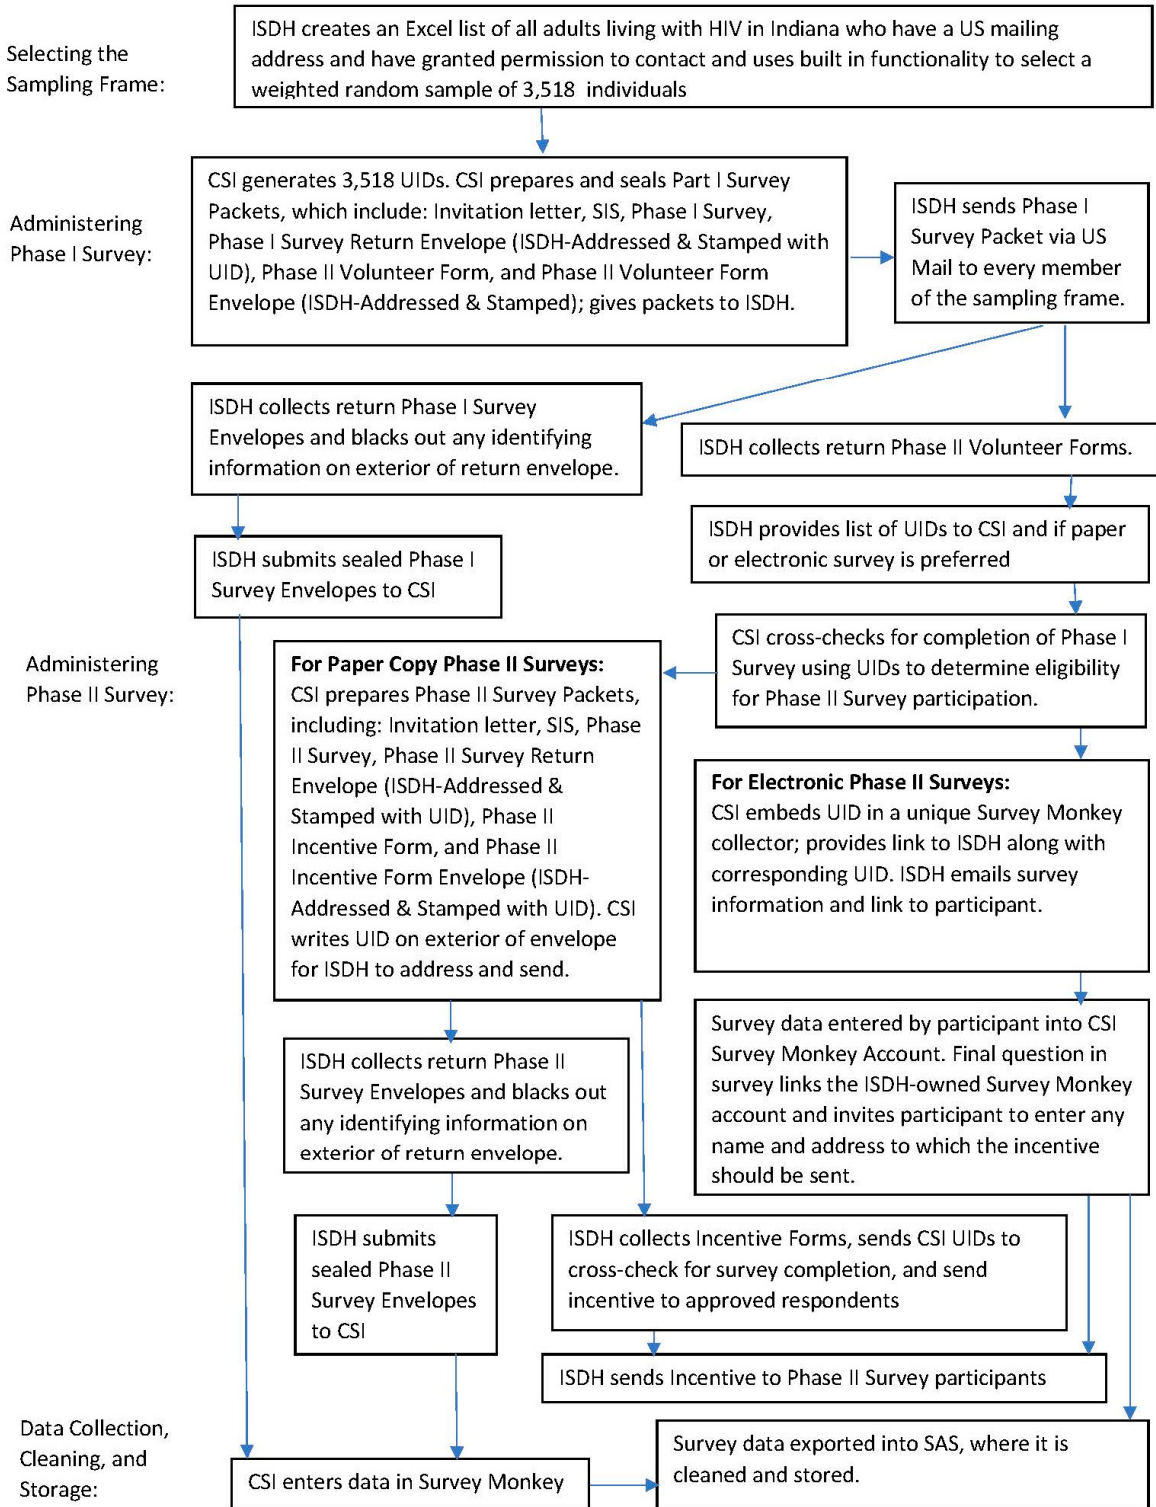 Selecting the
Sampling Frame:
ISDH creates an Excel list of all adults living with HIV in Indiana who have a US mailing
address and have granted permission to contact and uses built in functionality to select a
weighted random sample of 3,518 individuals
Administering
Phase I Survey:
CSI generates 3,518 UIDs. CSI prepares and seals Part I Survey
Packets, which include: Invitation letter, SIS, Phase I Survey,
Phase I Survey Return Envelope (ISDH-Addressed & Stamped with
UID), Phase II Volunteer Form, and Phase II Volunteer Form
Envelope (ISDH-Addressed & Stamped); gives packets to ISDH.
ISDH sends Phase I
Survey Packet via US
Mail to every member
of the sampling frame.
ISDH collects return Phase I Survey
Envelopes and blacks out any identifying
information on exterior of return envelope.
ISDH collects return Phase II Volunteer Forms.
ISDH provides list of UIDs to CSI and if paper
or electronic survey is preferred
ISDH submits sealed Phase I
Survey Envelopes to CSI
Administering
Phase II Survey:
CSI cross-checks for completion of Phase I
Survey using UIDs to determine eligibility
for Phase II Survey participation.
For Paper Copy Phase II Surveys:
CSI prepares Phase II Survey Packets,
including: Invitation letter, SIS, Phase
II Survey, Phase II Survey Return
Envelope (ISDH-Addressed &
Stamped with UID), Phase II
Incentive Form, and Phase II
Incentive Form Envelope (ISDH-
Addressed & Stamped with UID). CSI
writes UID on exterior of envelope
for ISDH to address and send.
For Electronic Phase II Surveys:
CSI embeds UID in a unique Survey Monkey
collector; provides link to ISDH along with
corresponding UID. ISDH emails survey
information and link to participant.
Survey data entered by participant into CSI
Survey Monkey Account. Final question in
survey links the ISDH-owned Survey Monkey
account and invites participant to enter any
name and address to which the incentive
should be sent.
ISDH collects return Phase II
Survey Envelopes and blacks out
any identifying information on
exterior of return envelope.
ISDH submits
sealed Phase II
Survey Envelopes
to CSI
ISDH collects Incentive Forms, sends CSI UIDs to
cross-check for survey completion, and send
incentive to approved respondents
ISDH sends Incentive to Phase II Survey participants
Data Collection,
Cleaning, and
Storage:
CSI enters data in Survey Monkey
Survey data exported into SAS, where it is
cleaned and stored.